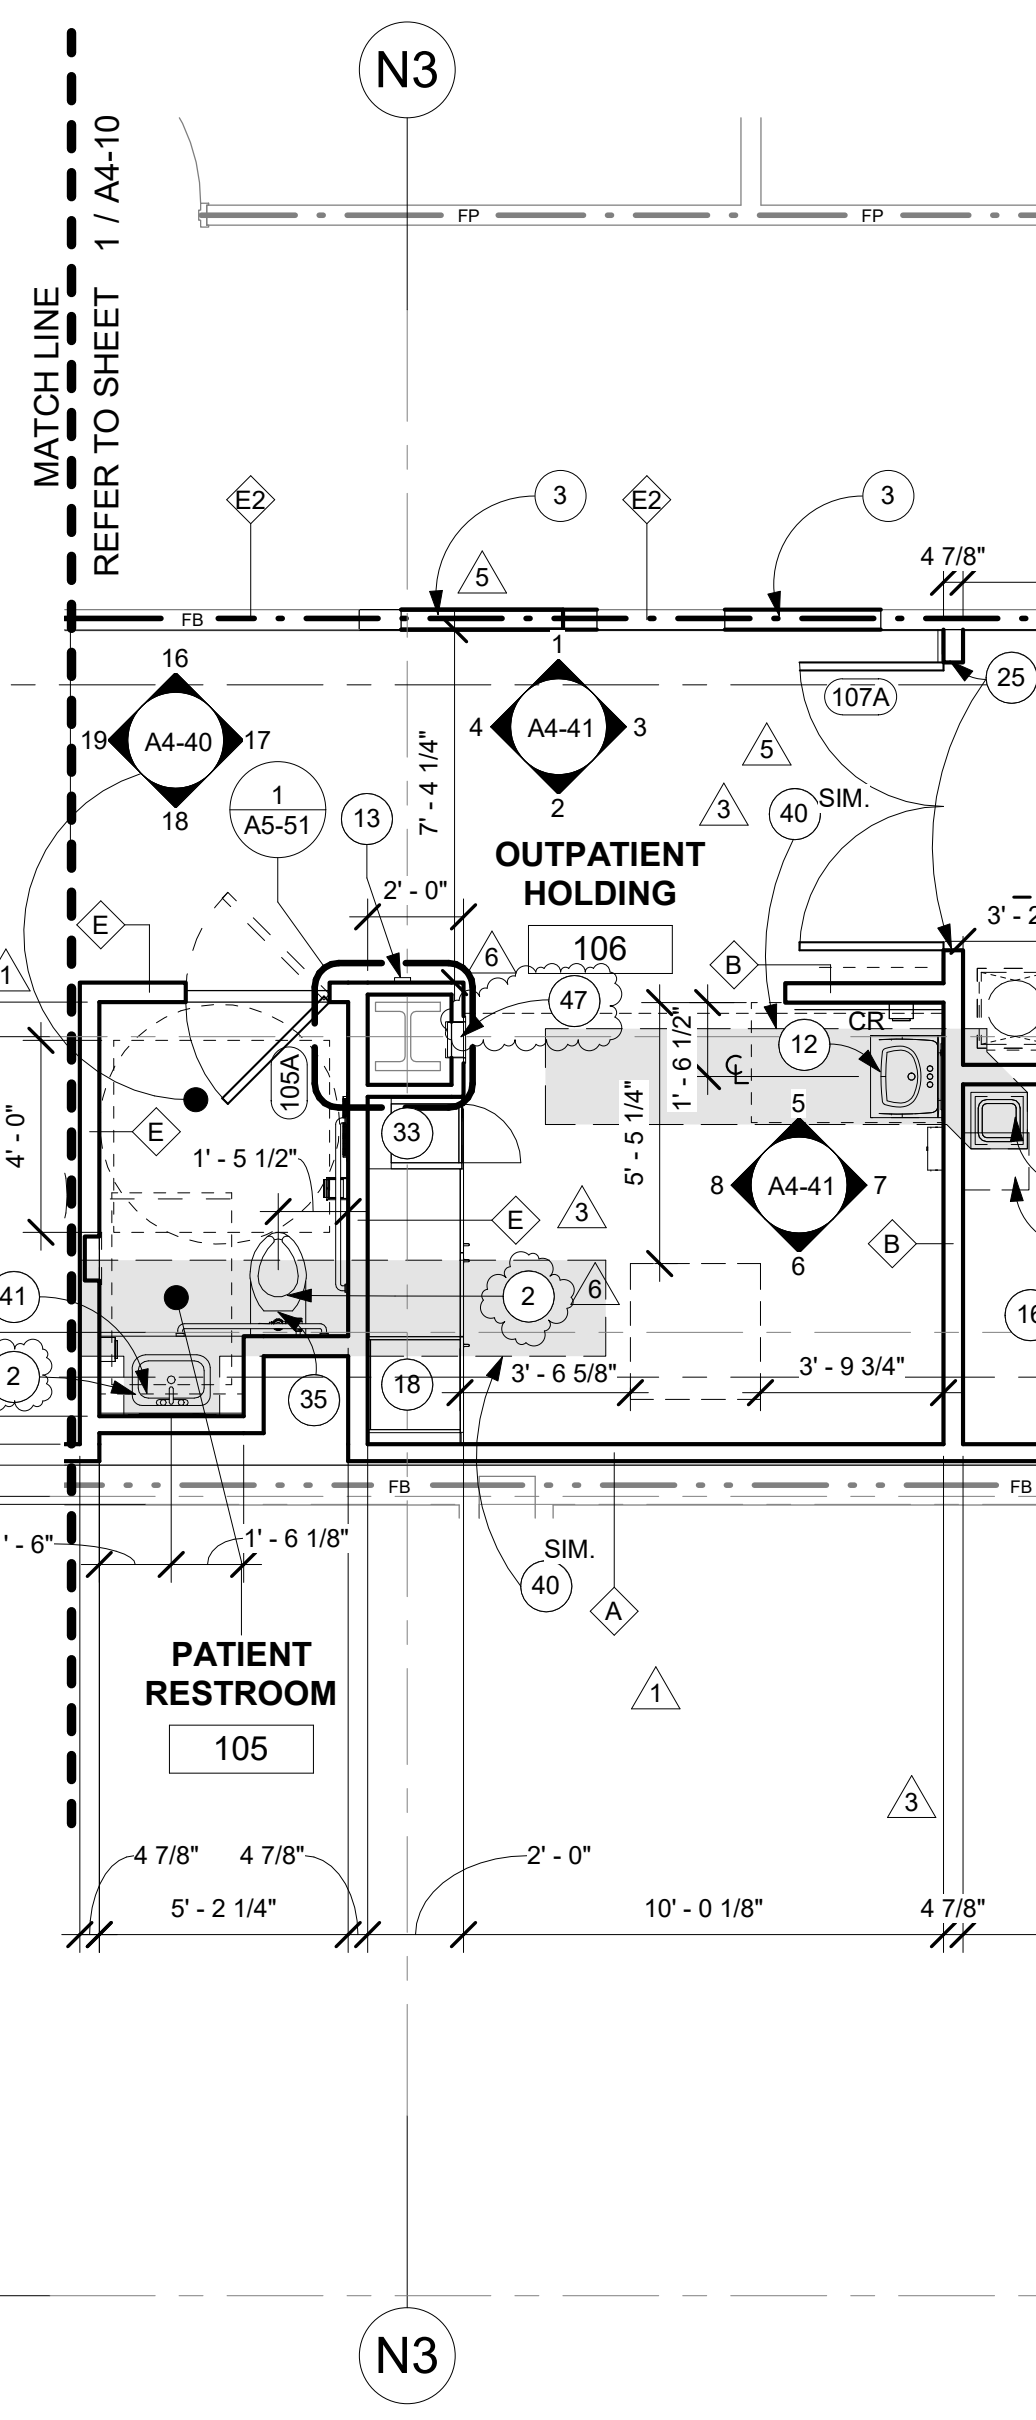 N3
MATCH LINE
REFER TO SHEET 1 / A4-10
FP
FP
E2
3
E2
3
5
4 7/8"
FB
16
19
A4-40
17
18
1
4
A4-41
3
2
107A
25
5
3
SIM.
40
7' - 4 1/4"
1
A5-51
13
OUTPATIENT
HOLDING
106
2' - 0"
E
1
6
47
B
3' - 2
CR
12
1' - 6 1/2"
CL
5' - 5 1/4"
105A
4' - 0"
E
33
1' - 5 1/2"
5
8
A4-41
7
6
E
3
B
41
2
6
16
2
35
18
3' - 6 5/8"
3' - 9 3/4"
FB
FB
' - 6"
1' - 6 1/8"
SIM.
40
A
PATIENT
RESTROOM
105
1
3
4 7/8"
4 7/8"
2' - 0"
5' - 2 1/4"
10' - 0 1/8"
4 7/8"
N3